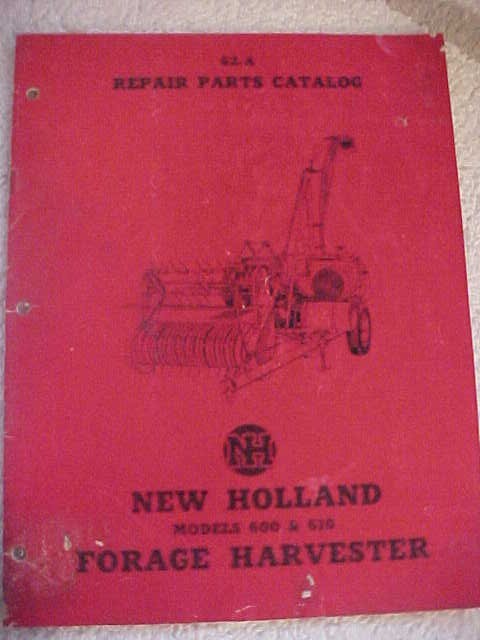 62 A
REPAIR PARTS CATALOG
NH
NEW HOLLAND
MODELS 600 & 610
FORAGE HARVESTER